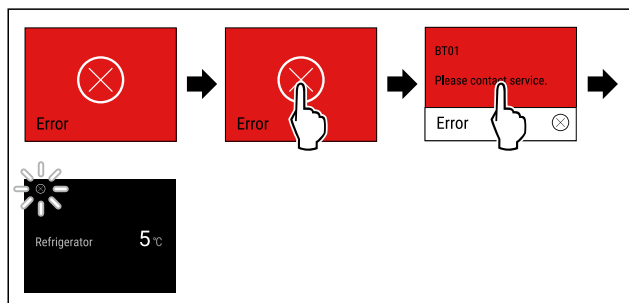 Error
Error
BT01
Please contact service.
Error
Refrigerator 5 °C